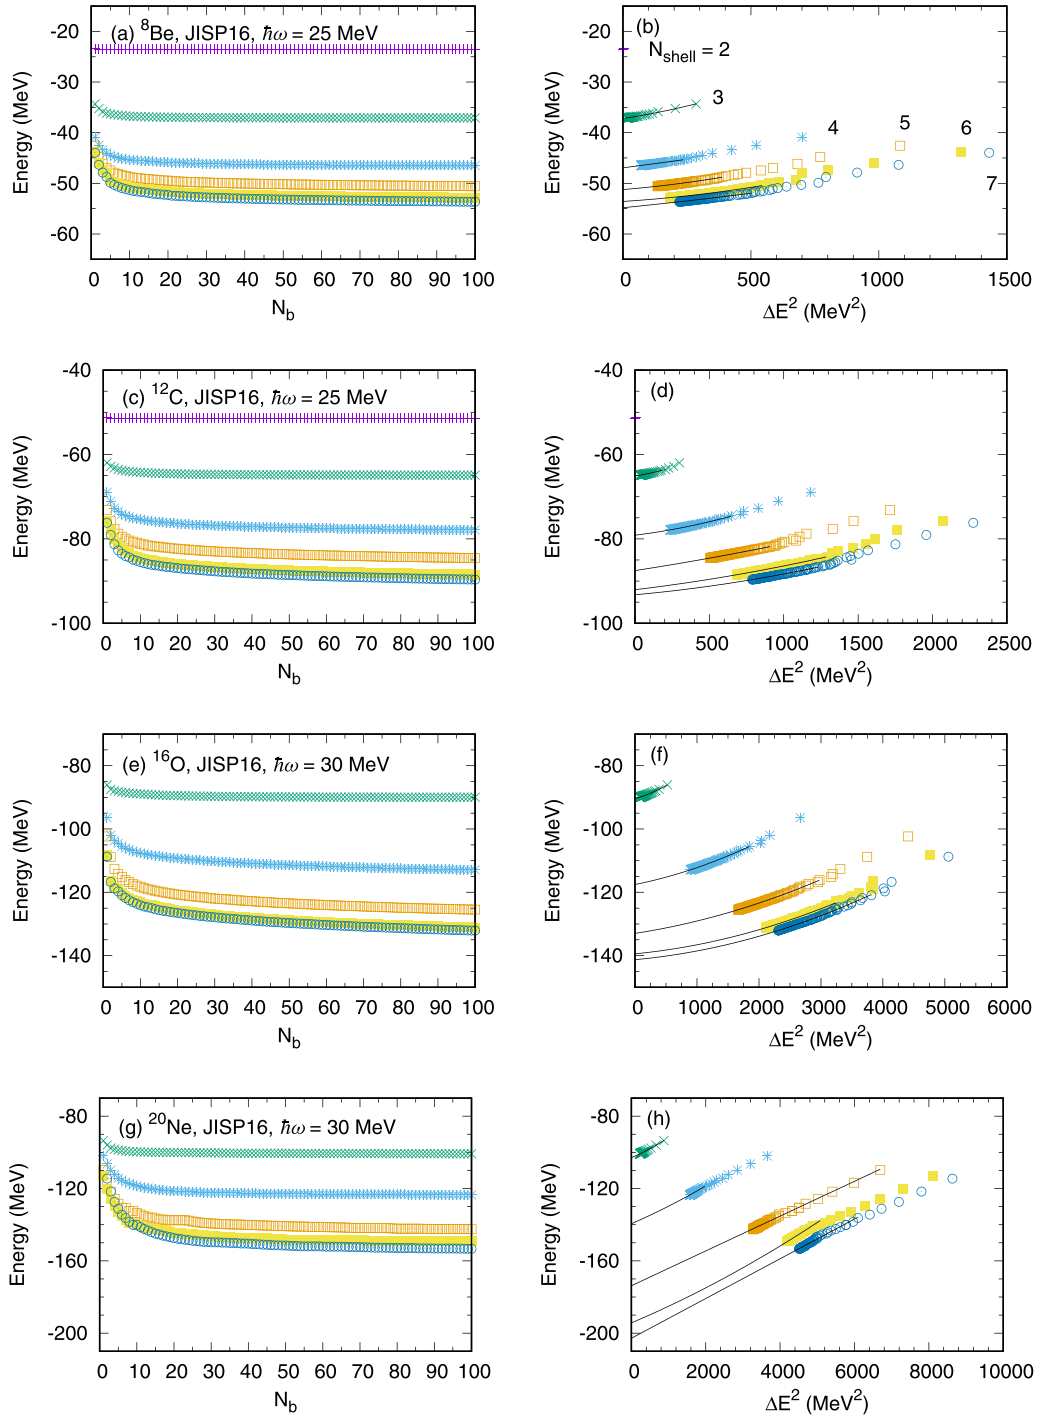 (a) ⁸Be, JISP16, ℏω = 25 MeV
Energy (MeV)
-20
-30
-40
-50
-60
0 10 20 30 40 50 60 70 80 90 100
N_b
(b)
N_shell = 2
3
4
5
6
7
Energy (MeV)
-20
-30
-40
-50
-60
0 500 1000 1500
ΔE² (MeV²)
(c) ¹²C, JISP16, ℏω = 25 MeV
Energy (MeV)
-40
-60
-80
-100
0 10 20 30 40 50 60 70 80 90 100
N_b
(d)
Energy (MeV)
-40
-60
-80
-100
0 500 1000 1500 2000 2500
ΔE² (MeV²)
(e) ¹⁶O, JISP16, ℏω = 30 MeV
Energy (MeV)
-80
-100
-120
-140
0 10 20 30 40 50 60 70 80 90 100
N_b
(f)
Energy (MeV)
-80
-100
-120
-140
0 1000 2000 3000 4000 5000 6000
ΔE² (MeV²)
(g) ²⁰Ne, JISP16, ℏω = 30 MeV
Energy (MeV)
-80
-120
-160
-200
0 10 20 30 40 50 60 70 80 90 100
N_b
(h)
Energy (MeV)
-80
-120
-160
-200
0 2000 4000 6000 8000 10000
ΔE² (MeV²)